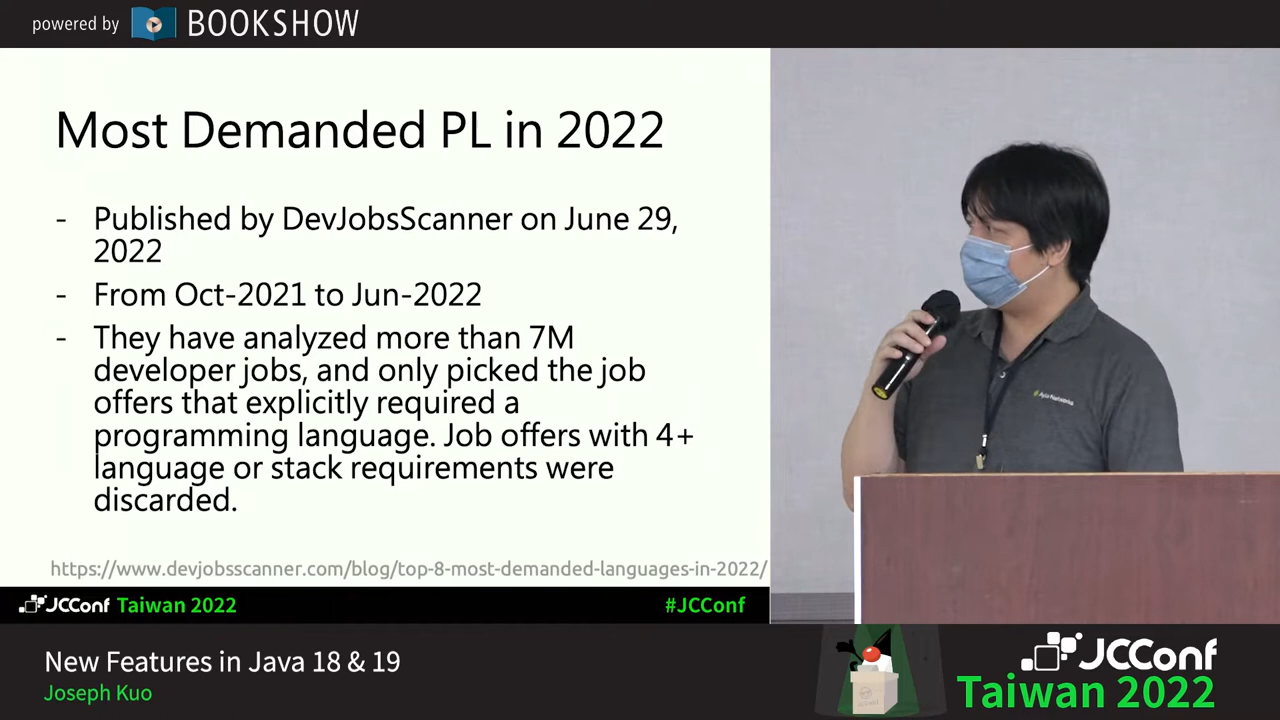 powered by BOOKSHOW
Most Demanded PL in 2022
- Published by DevJobsScanner on June 29,
2022
- From Oct-2021 to Jun-2022
- They have analyzed more than 7M
developer jobs, and only picked the job
offers that explicitly required a
programming language. Job offers with 4+
language or stack requirements were
discarded.
https://www.devjobsscanner.com/blog/top-8-most-demanded-languages-in-2022/
JCConf Taiwan 2022 #JCConf
New Features in Java 18 & 19
Joseph Kuo
JCConf
Taiwan 2022